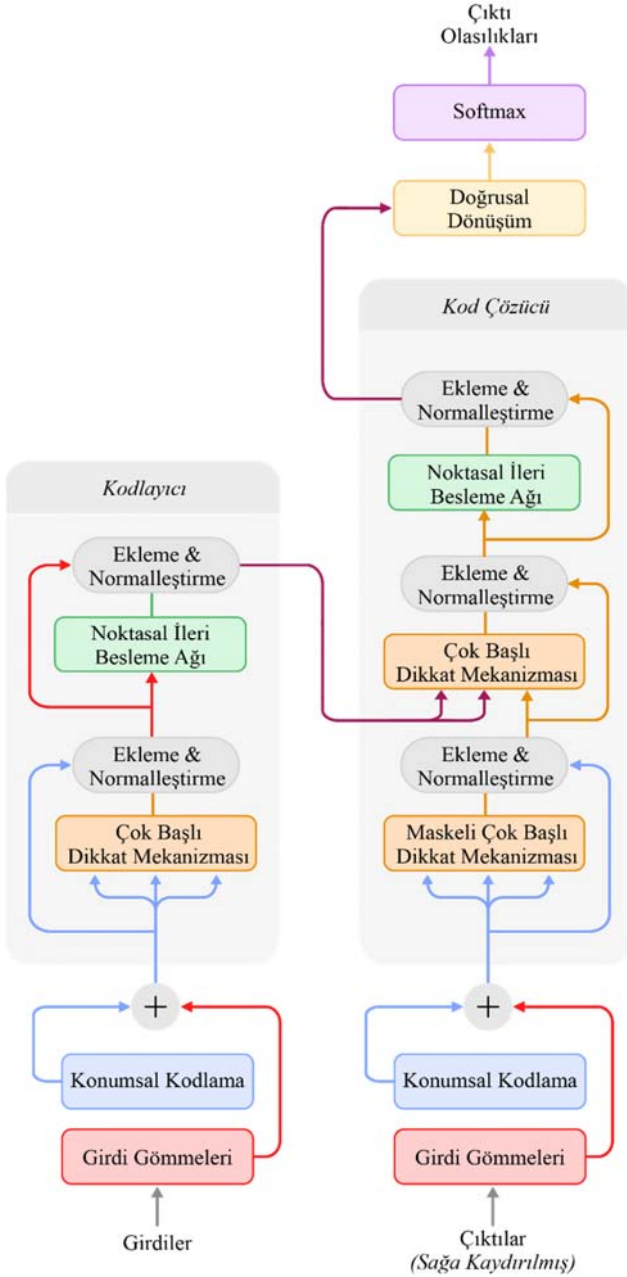 Çıktı
Olasılıkları
Softmax
Doğrusal
Dönüşüm
Kod Çözücü
Ekleme &
Normalleştirme
Noktasal İleri
Besleme Ağı
Ekleme &
Normalleştirme
Çok Başlı
Dikkat Mekanizması
Ekleme &
Normalleştirme
Maskeli Çok Başlı
Dikkat Mekanizması
+
Konumsal Kodlama
Girdi Gömmeleri
Çıktılar
(Sağa Kaydırılmış)
Kodlayıcı
Ekleme &
Normalleştirme
Noktasal İleri
Besleme Ağı
Ekleme &
Normalleştirme
Çok Başlı
Dikkat Mekanizması
+
Konumsal Kodlama
Girdi Gömmeleri
Girdiler